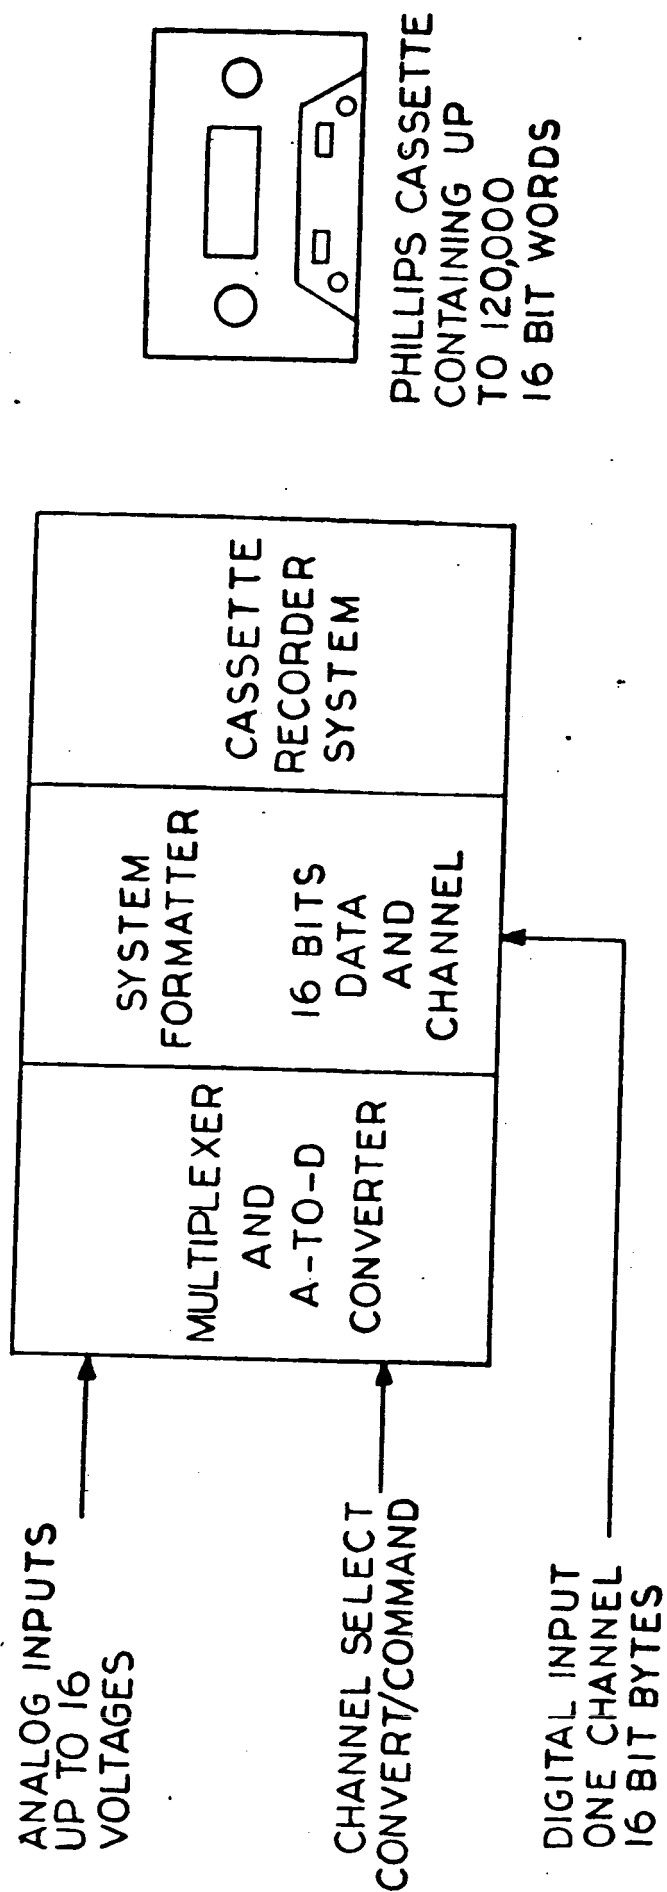 ANALOG INPUTS
UP TO 16
VOLTAGES
CHANNEL SELECT
CONVERT/COMMAND
DIGITAL INPUT
ONE CHANNEL
16 BIT BYTES
MULTIPLEXER
AND
A-TO-D
CONVERTER
SYSTEM
FORMATTER
16 BITS
DATA
AND
CHANNEL
CASSETTE
RECORDER
SYSTEM
PHILLIPS CASSETTE
CONTAINING UP
TO 120,000
16 BIT WORDS